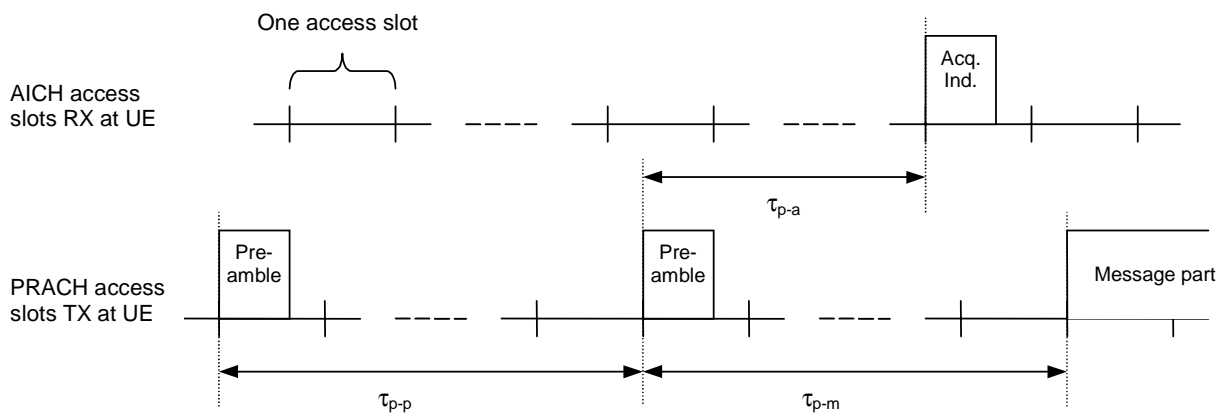 One access slot
AICH access
slots RX at UE
Acq.
Ind.
τp-a
PRACH access
slots TX at UE
Pre-
amble
Pre-
amble
Message part
τp-p
τp-m